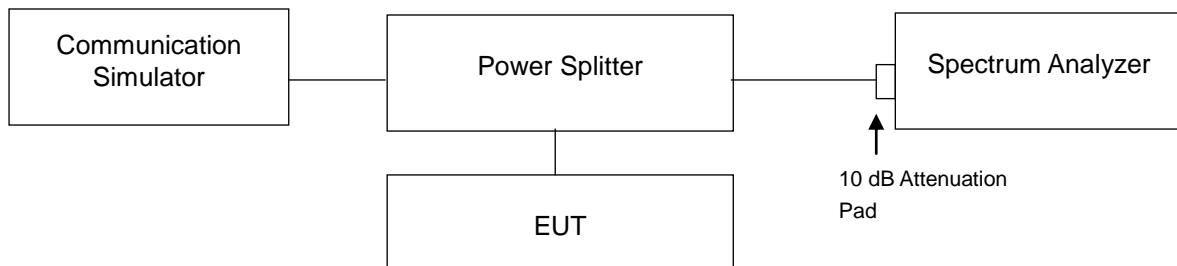 Communication
Simulator
Power Splitter
Spectrum Analyzer
10 dB Attenuation
Pad
EUT